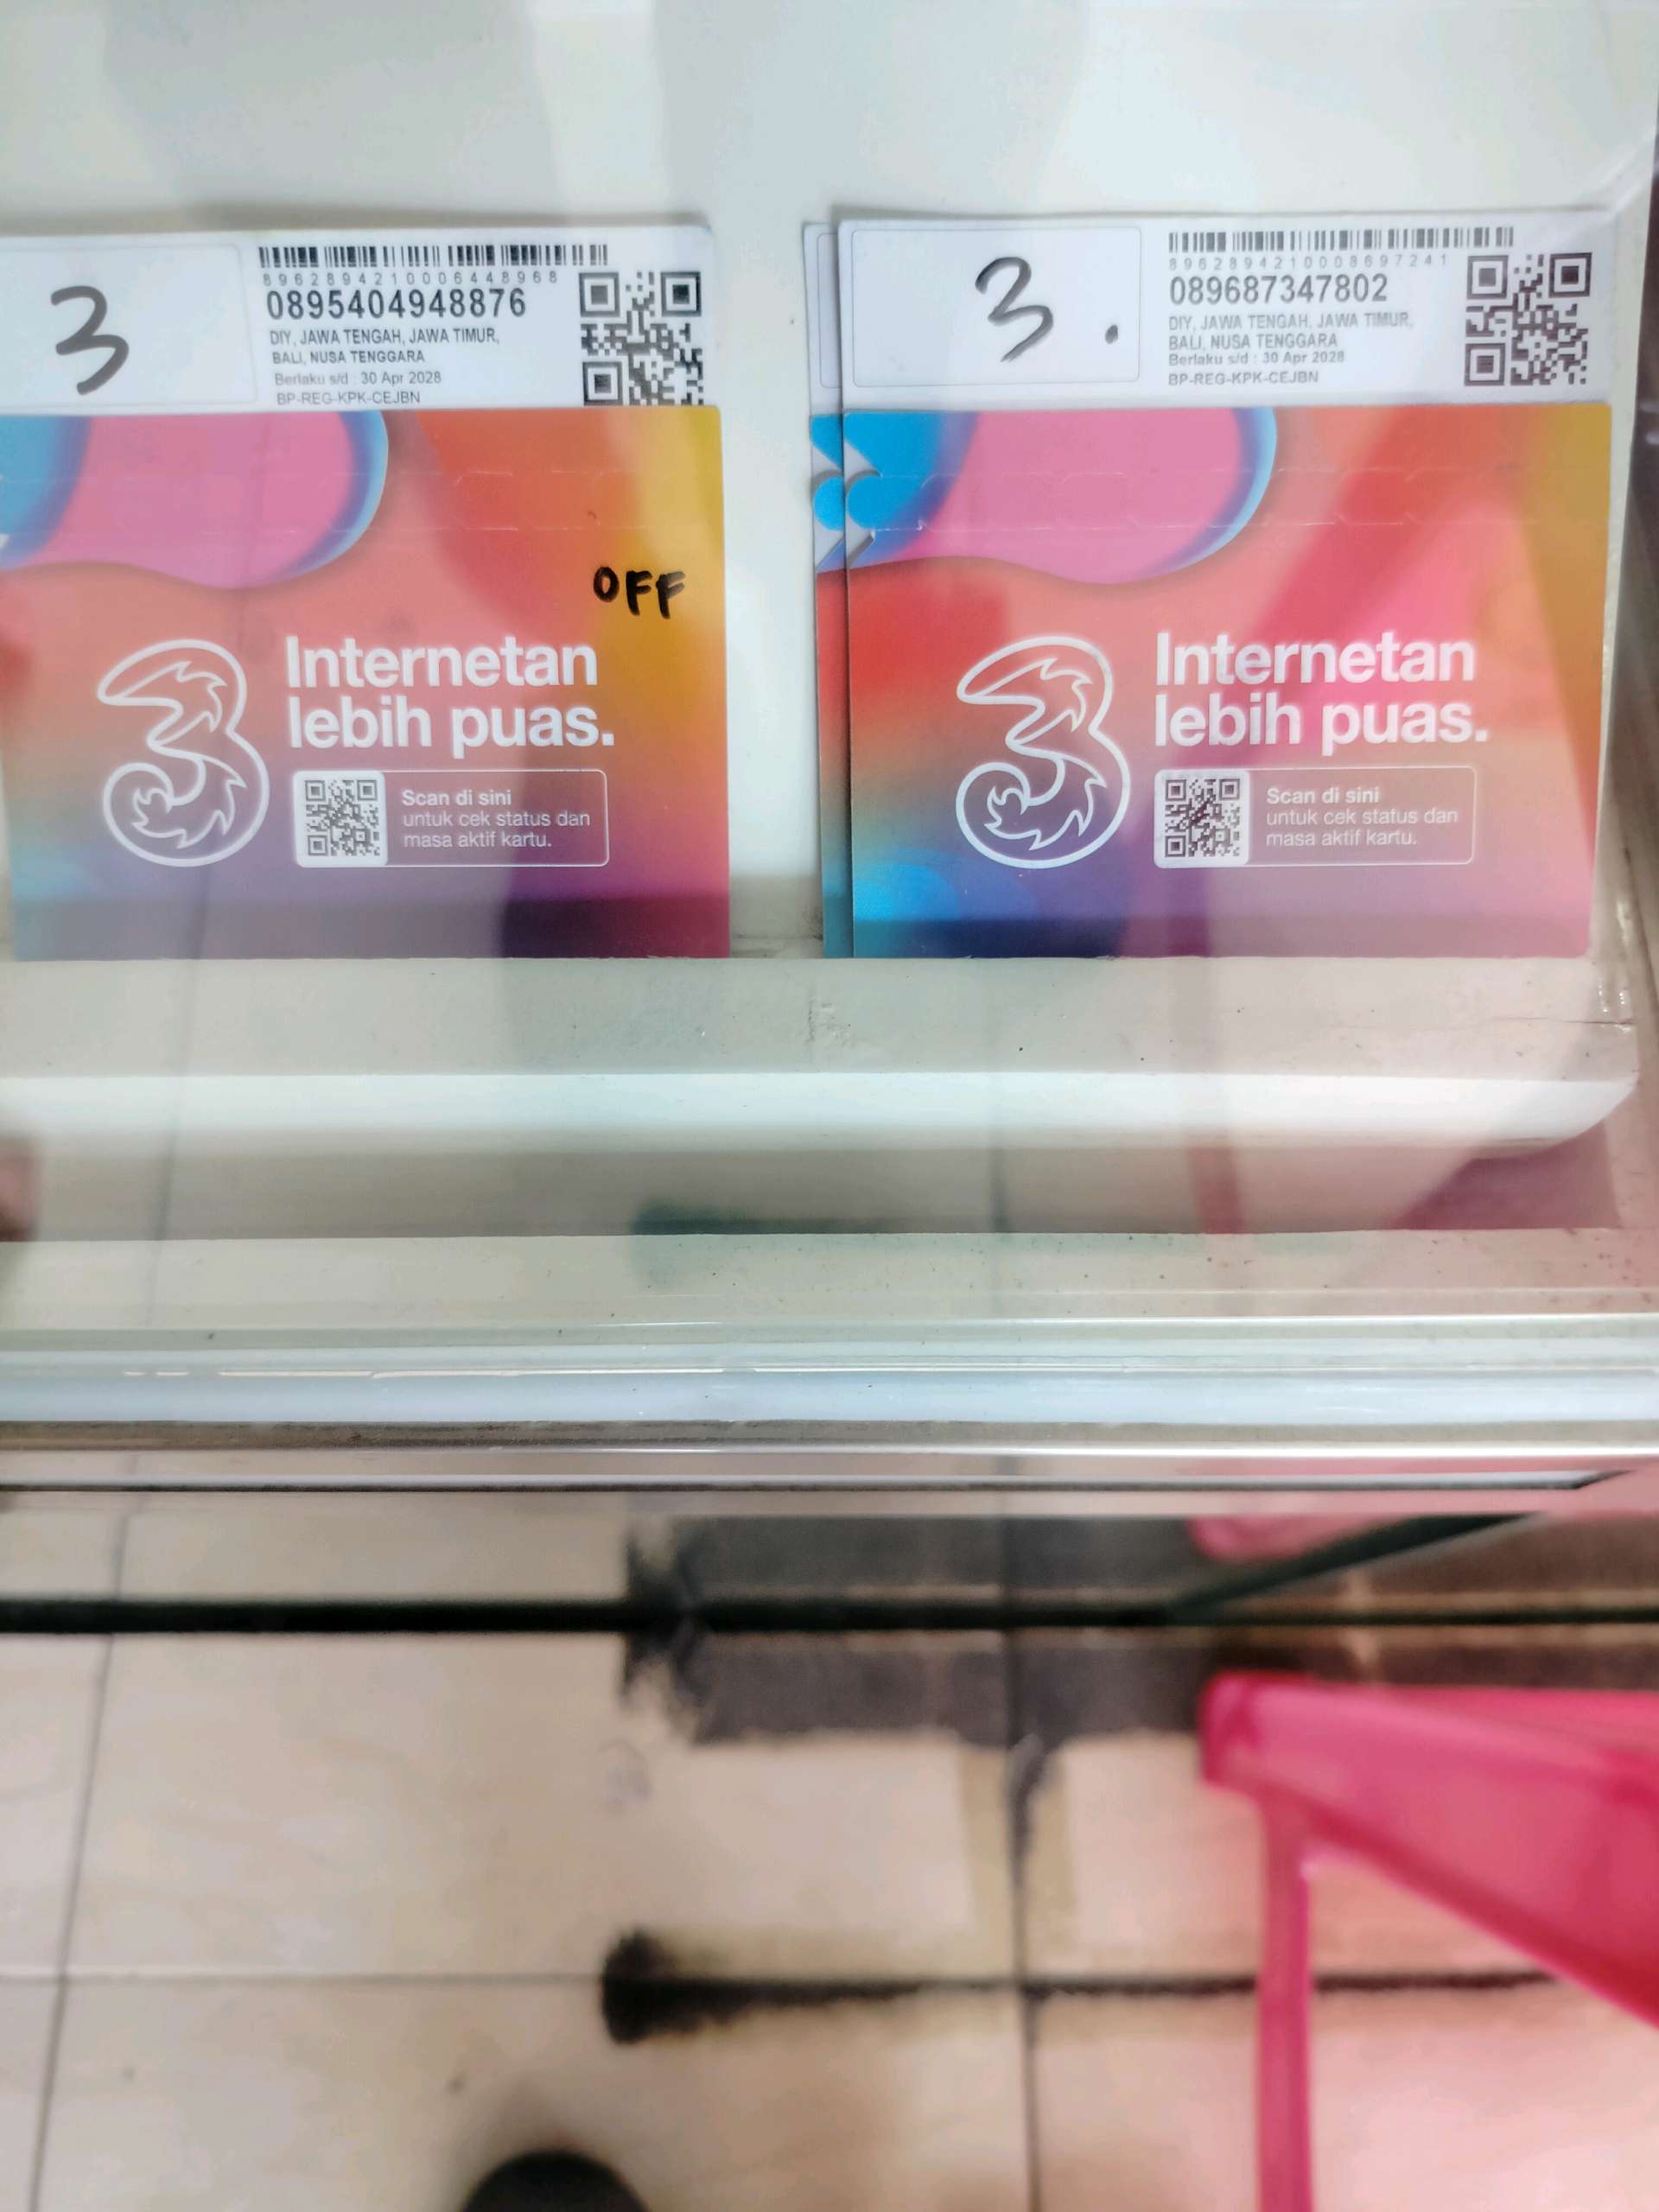 3
8962894210006448968
0895404948876
DIY, JAWA TENGAH, JAWA TIMUR,
BALI, NUSA TENGGARA
Berlaku s/d : 30 Apr 2028
BP-REG-KPK-CEJBN
OFF
3
Internetan
lebih puas.
Scan di sini
untuk cek status dan
masa aktif kartu.
3.
8962894210008697241
089687347802
DIY, JAWA TENGAH, JAWA TIMUR,
BALI, NUSA TENGGARA
Berlaku s/d : 30 Apr 2028
BP-REG-KPK-CEJBN
3
Internetan
lebih puas.
Scan di sini
untuk cek status dan
masa aktif kartu.